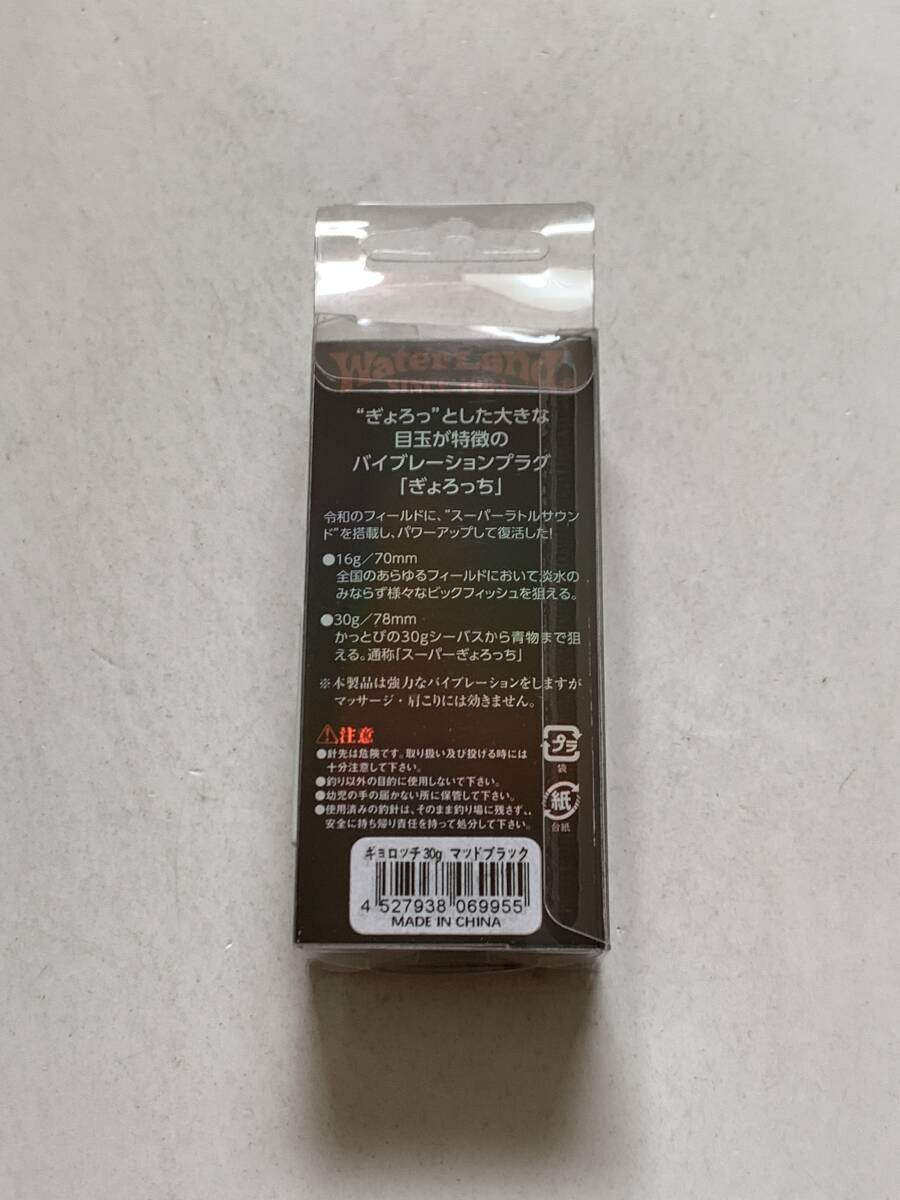 Water Land
SINCE
"ぎょろっ"とした大きな
目玉が特徴の
バイブレーションプラグ
「ぎょろっち」
令和のフィールドに、"スーパーラトルサウン
ド"を搭載し、パワーアップして復活した!
●16g/70mm
全国のあらゆるフィールドにおいて淡水の
みならず様々なビックフィッシュを狙える。
●30g/78mm
かっとびの30gシーバスから青物まで狙
える。通称「スーパーぎょろっち」
※本製品は強力なバイブレーションをしますが
マッサージ・肩こりには効きません。
⚠注意
●針先は危険です。取り扱い及び投げる時には
十分注意して下さい。
●釣り以外の目的に使用しないで下さい。
●幼児の手の届かない所に保管して下さい。
●使用済みの釣針は、そのまま釣り場に残さず、
安全に持ち帰り責任を持って処分して下さい。
プラ
袋
紙
台紙
ギョロッチ30g マッドブラック
4 527938 069955
MADE IN CHINA